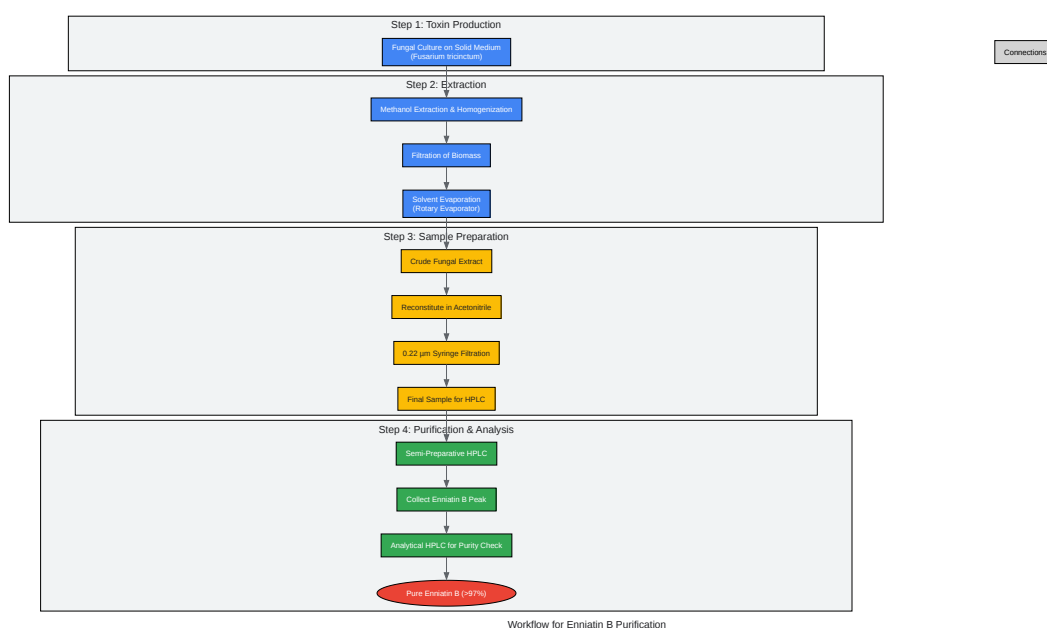 Step 1: Toxin Production
Fungal Culture on Solid Medium
(Fusarium tricinctum)
Connections
Step 2: Extraction
Methanol Extraction & Homogenization
Filtration of Biomass
Solvent Evaporation
(Rotary Evaporator)
Step 3: Sample Preparation
Crude Fungal Extract
Reconstitute in Acetonitrile
0.22 µm Syringe Filtration
Final Sample for HPLC
Step 4: Purification & Analysis
Semi-Preparative HPLC
Collect Enniatin B Peak
Analytical HPLC for Purity Check
Pure Enniatin B (>97%)
Workflow for Enniatin B Purification